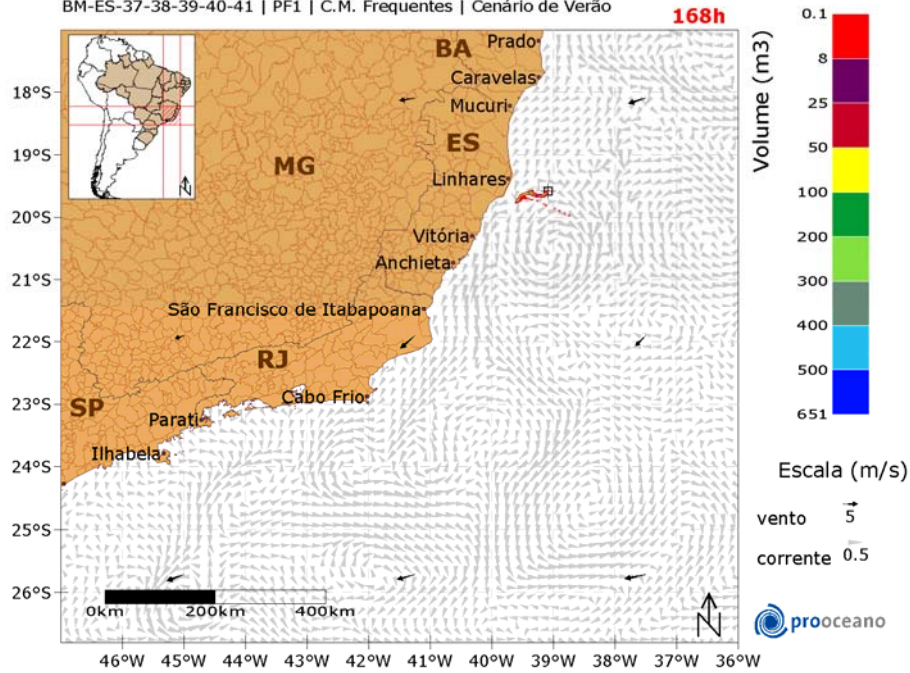 BM-ES-37-38-39-40-41 | PF1 | C.M. Frequentes | Cenário de Verão
168h
BA
Prado
Caravelas
Mucuri
ES
MG
Linhares
Vitória
Anchieta
São Francisco de Itabapoana
RJ
SP
Cabo Frio
Parati
Ilhabela
18°S
19°S
20°S
21°S
22°S
23°S
24°S
25°S
26°S
0km 200km 400km
N
N
46°W 45°W 44°W 43°W 42°W 41°W 40°W 39°W 38°W 37°W 36°W
Volume (m3)
0.1
8
25
50
100
200
300
400
500
651
Escala (m/s)
vento 5
corrente 0.5
prooceano